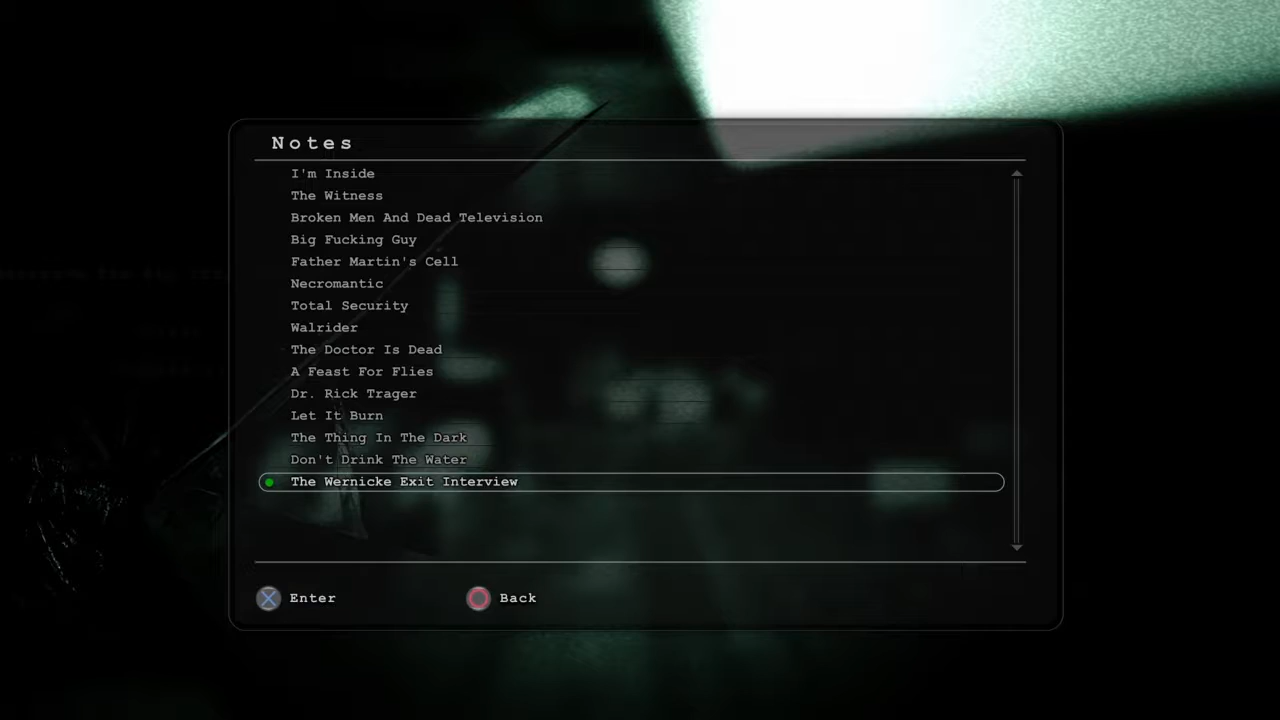 Notes
I'm Inside
The Witness
Broken Men And Dead Television
Big Fucking Guy
Father Martin's Cell
Necromantic
Total Security
Walrider
The Doctor Is Dead
A Feast For Flies
Dr. Rick Trager
Let It Burn
The Thing In The Dark
Don't Drink The Water
The Wernicke Exit Interview
Enter Back